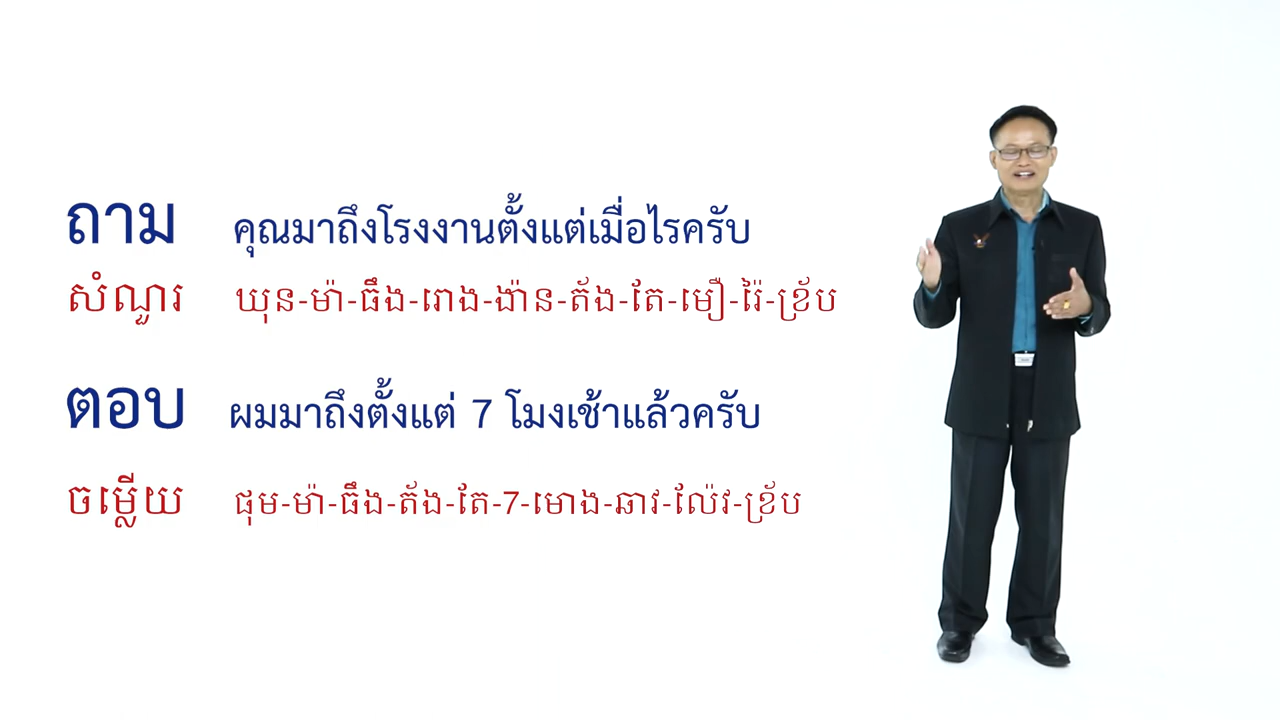 ถาม คุณมาถึงโรงงานตั้งแต่เมื่อไรครับ
សំណួរ ឃុន-ម៉ា-ធឹង-រោង-ង៉ាន-ត័ង-តែ-មឿ-រ៉ៃ-ខ្រ័ប
ตอบ ผมมาถึงตั้งแต่ 7 โมงเช้าแล้วครับ
ចម្លើយ ផុម-ម៉ា-ធឹង-ត័ង-តែ-7-មោង-ឆាវ-ល៉ែវ-ខ្រ័ប